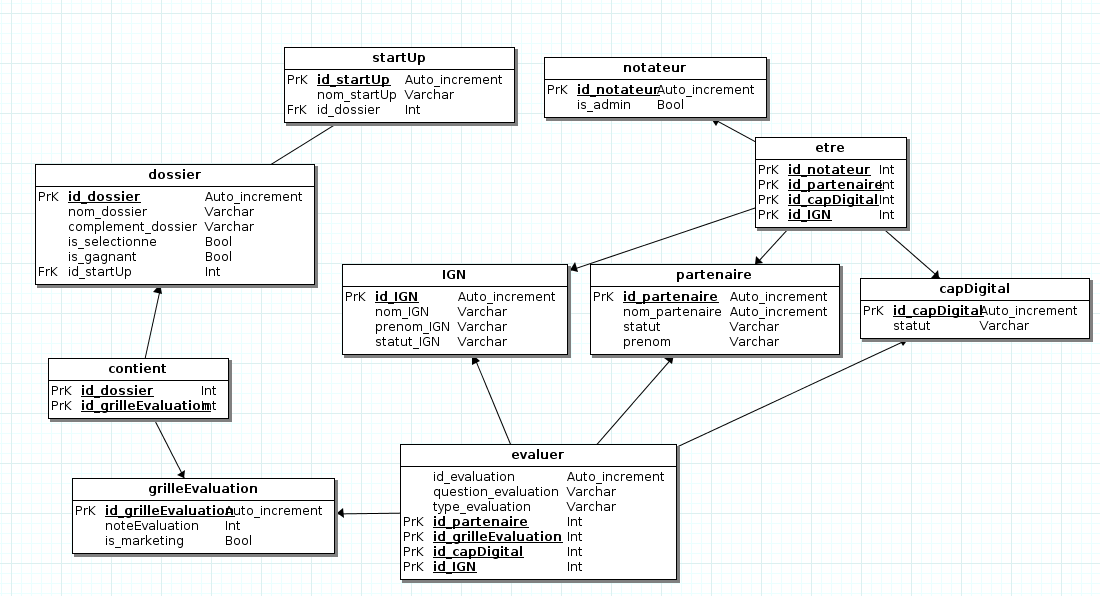 startUp
PrK id_startUp Auto_increment
nom_startUp Varchar
FrK id_dossier Int
notateur
PrK id_notateur Auto_increment
is_admin Bool
etre
PrK id_notateur Int
PrK id_partenaire Int
PrK id_capDigital Int
PrK id_IGN Int
dossier
PrK id_dossier Auto_increment
nom_dossier Varchar
complement_dossier Varchar
is_selectionne Bool
is_gagnant Bool
FrK id_startUp Int
IGN
PrK id_IGN Auto_increment
nom_IGN Varchar
prenom_IGN Varchar
statut_IGN Varchar
partenaire
PrK id_partenaire Auto_increment
nom_partenaire Auto_increment
statut Varchar
prenom Varchar
capDigital
PrK id_capDigital Auto_increment
statut Varchar
contient
PrK id_dossier Int
PrK id_grilleEvaluation Int
grilleEvaluation
PrK id_grilleEvaluation Auto_increment
noteEvaluation Int
is_marketing Bool
evaluer
id_evaluation Auto_increment
question_evaluation Varchar
type_evaluation Varchar
PrK id_partenaire Int
PrK id_grilleEvaluation Int
PrK id_capDigital Int
PrK id_IGN Int